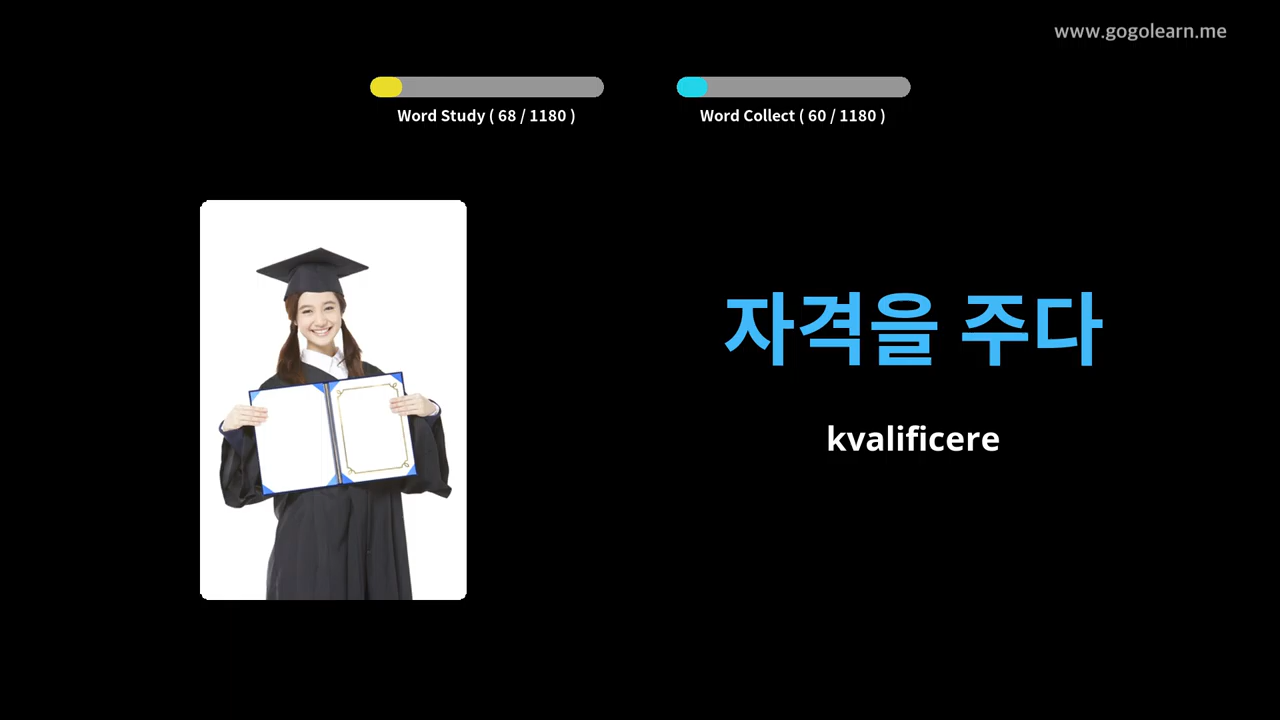 www.gogolearn.me
Word Study ( 68 / 1180 )
Word Collect ( 60 / 1180 )
자격을 주다
kvalificere